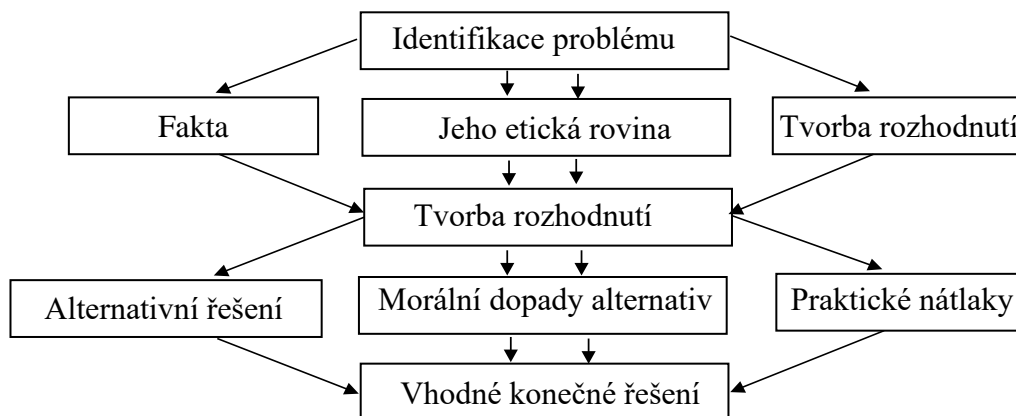 Identifikace problému
Fakta
Jeho etická rovina
Tvorba rozhodnutí
Tvorba rozhodnutí
Alternativní řešení
Morální dopady alternativ
Praktické nátlaky
Vhodné konečné řešení